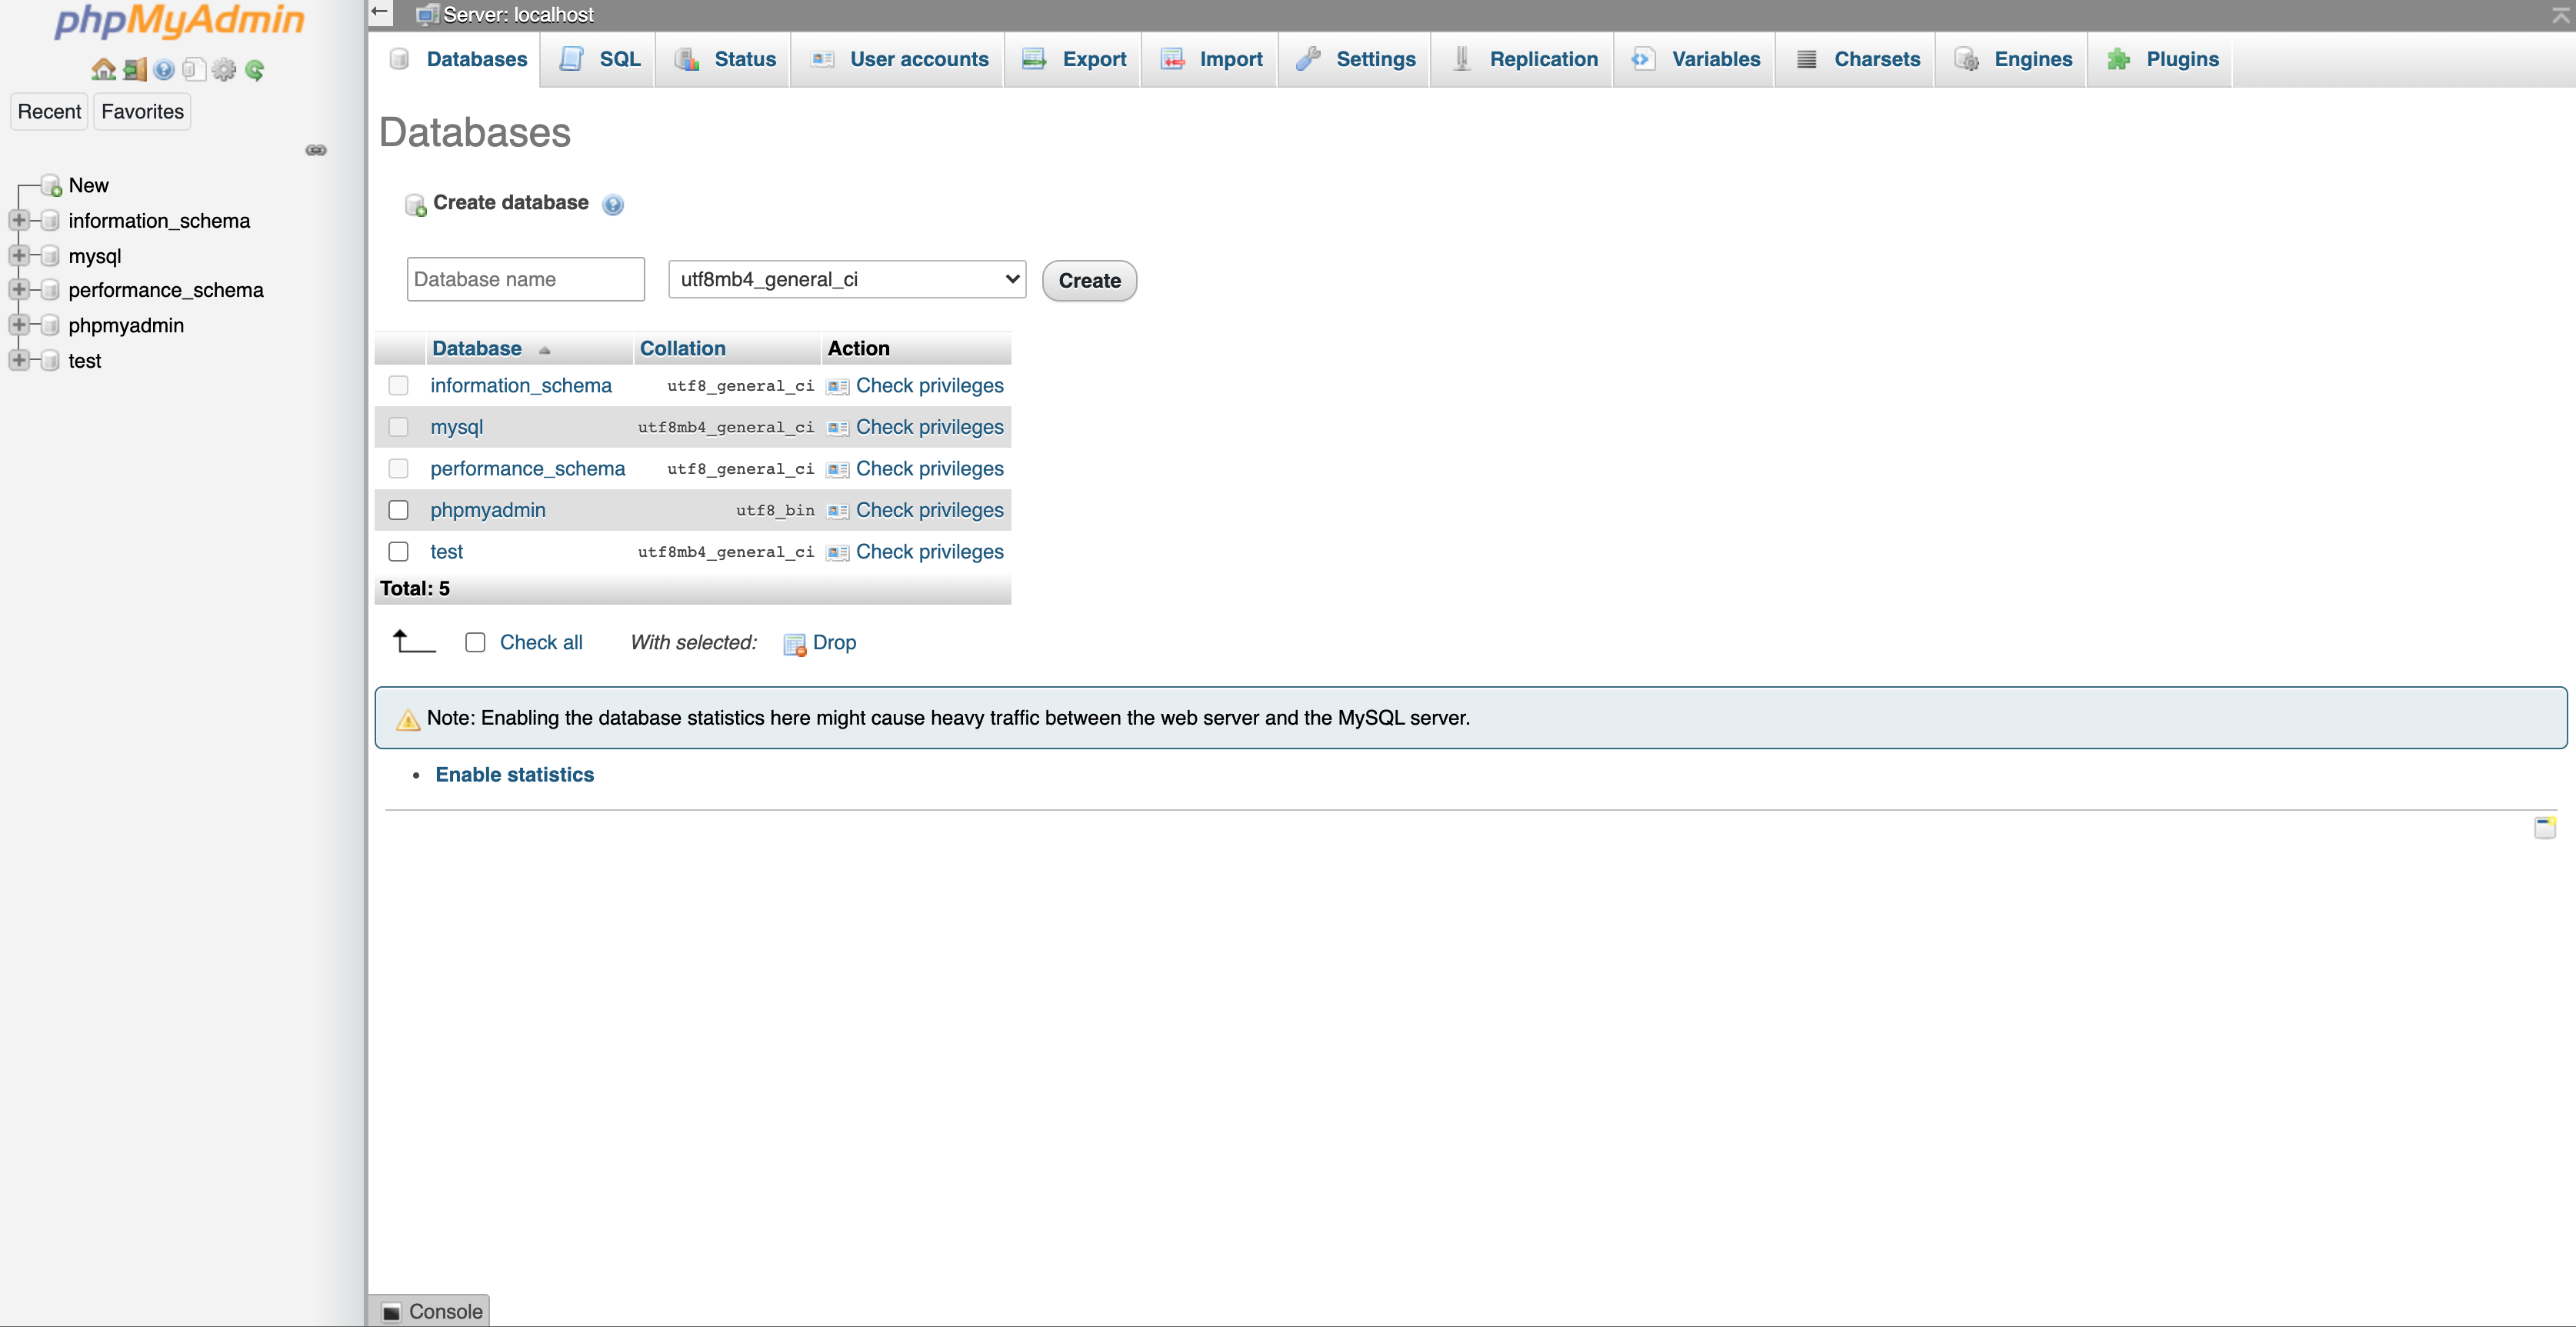 phpMyAdmin
Recent Favorites
New
information_schema
mysql
performance_schema
phpmyadmin
test
Server: localhost
Databases SQL Status User accounts Export Import Settings Replication Variables Charsets Engines Plugins
Databases
Create database
Database name utf8mb4_general_ci Create
Database Collation Action
information_schema utf8_general_ci Check privileges
mysql utf8mb4_general_ci Check privileges
performance_schema utf8_general_ci Check privileges
phpmyadmin utf8_bin Check privileges
test utf8mb4_general_ci Check privileges
Total: 5
Check all With selected: Drop
Note: Enabling the database statistics here might cause heavy traffic between the web server and the MySQL server.
• Enable statistics
Console